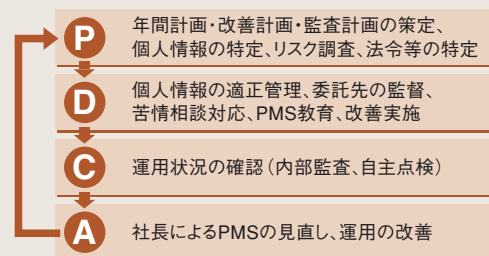 P
年間計画・改善計画・監査計画の策定、
個人情報の特定、リスク調査、法令等の特定
D
個人情報の適正管理、委託先の監督、
苦情相談対応、PMS教育、改善実施
C
運用状況の確認（内部監査、自主点検）
A
社長によるPMSの見直し、運用の改善